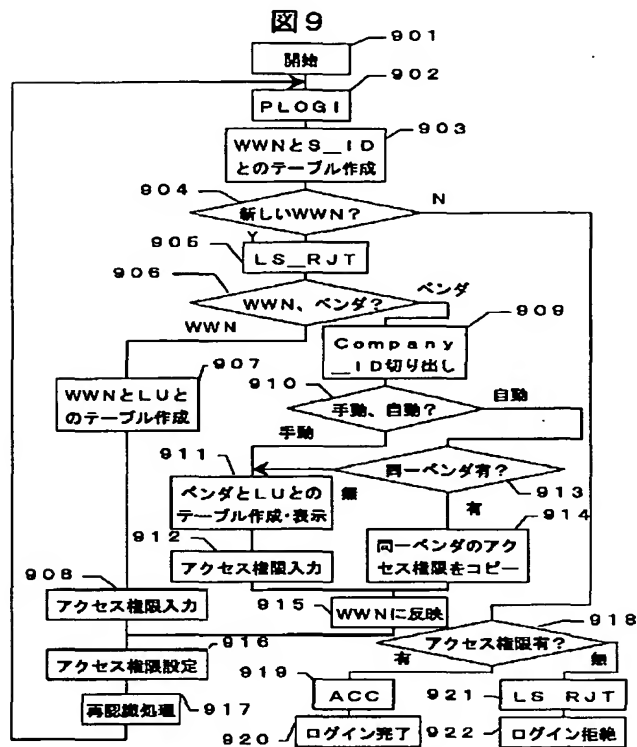 図９
９０１
開始
９０２
ＰＬＯＧＩ
９０３
ＷＷＮとＳ＿ＩＤ
とのテーブル作成
９０４
新しいＷＷＮ？
Ｎ
９０５
Ｙ
ＬＳ＿ＲＪＴ
９０６
ＷＷＮ、ベンダ？
ベンダ
ＷＷＮ
９０９
Ｃｏｍｐａｎｙ
＿ＩＤ切り出し
９０７
ＷＷＮとＬＵと
のテーブル作成
９１０
手動、自動？
自動
手動
９１１
ベンダとＬＵとの
テーブル作成・表示
同一ベンダ有？
無
９１３
有
９１４
同一ベンダのアク
セス権限をコピー
９１２
アクセス権限入力
９０８
アクセス権限入力
９１５
ＷＷＮに反映
９１８
アクセス権限有？
９１６
アクセス権限設定
有
無
９１９
ＡＣＣ
９２１
ＬＳ＿ＲＪＴ
再認識処理
９１７
９２０
ログイン完了
９２２
ログイン拒絶